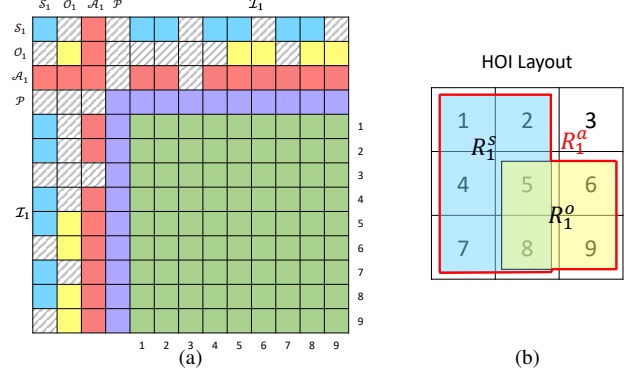 S₁ O₁ A₁ P I₁
S₁
O₁
A₁
P
I₁
1
2
3
4
5
6
7
8
9
1 2 3 4 5 6 7 8 9
(a)
HOI Layout
1 2 3
R₁ˢ R₁ᵃ
4 5 6
R₁ᵒ
7 8 9
(b)